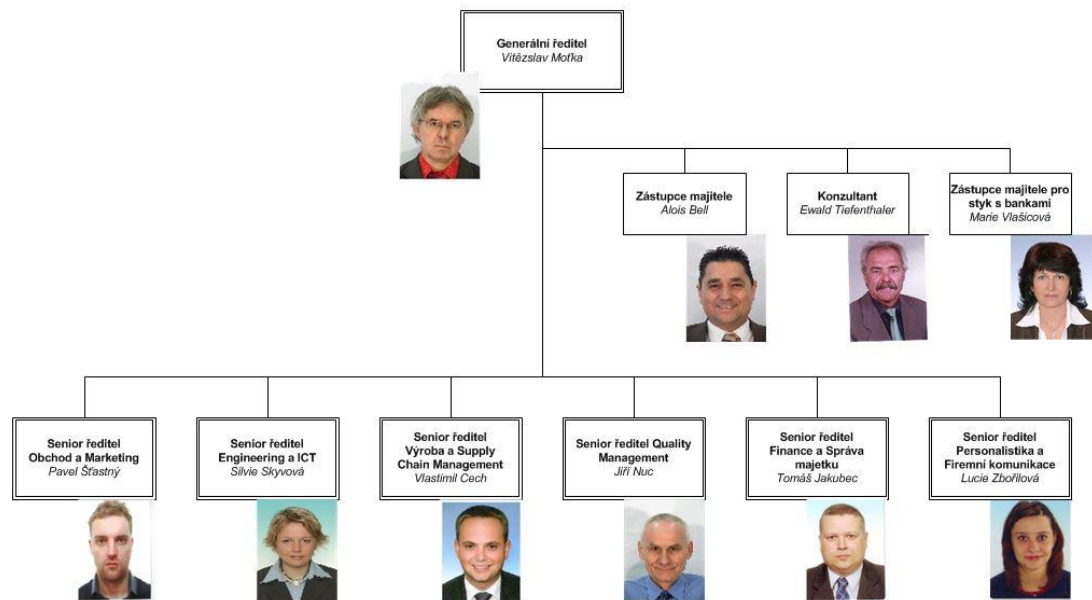 Generální ředitel
Vítězslav Moťka
Zástupce majitele
Alois Bell
Konzultant
Ewald Tiefenthaler
Zástupce majitele pro
styk s bankami
Marie Vlašicová
Senior ředitel
Obchod a Marketing
Pavel Šťastný
Senior ředitel
Engineering a ICT
Silvie Skyvová
Senior ředitel
Výroba a Supply
Chain Management
Vlastimil Cech
Senior ředitel Quality
Management
Jiří Nuc
Senior ředitel
Finance a Správa
majetku
Tomáš Jakubec
Senior ředitel
Personalistika a
Firemní komunikace
Lucie Zbořilová